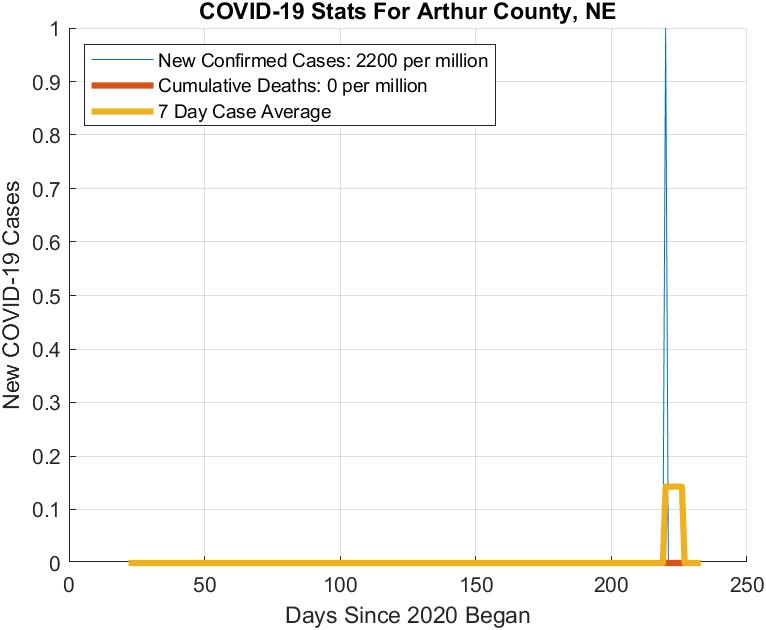 COVID-19 Stats For Arthur County, NE
1
New Confirmed Cases: 2200 per million
0.9
Cumulative Deaths: 0 per million
7 Day Case Average
0.8
0.7
0.6
0.5
0.4
0.3
0.2
0.1
0
New COVID-19 Cases
0 50 100 150 200 250
Days Since 2020 Began